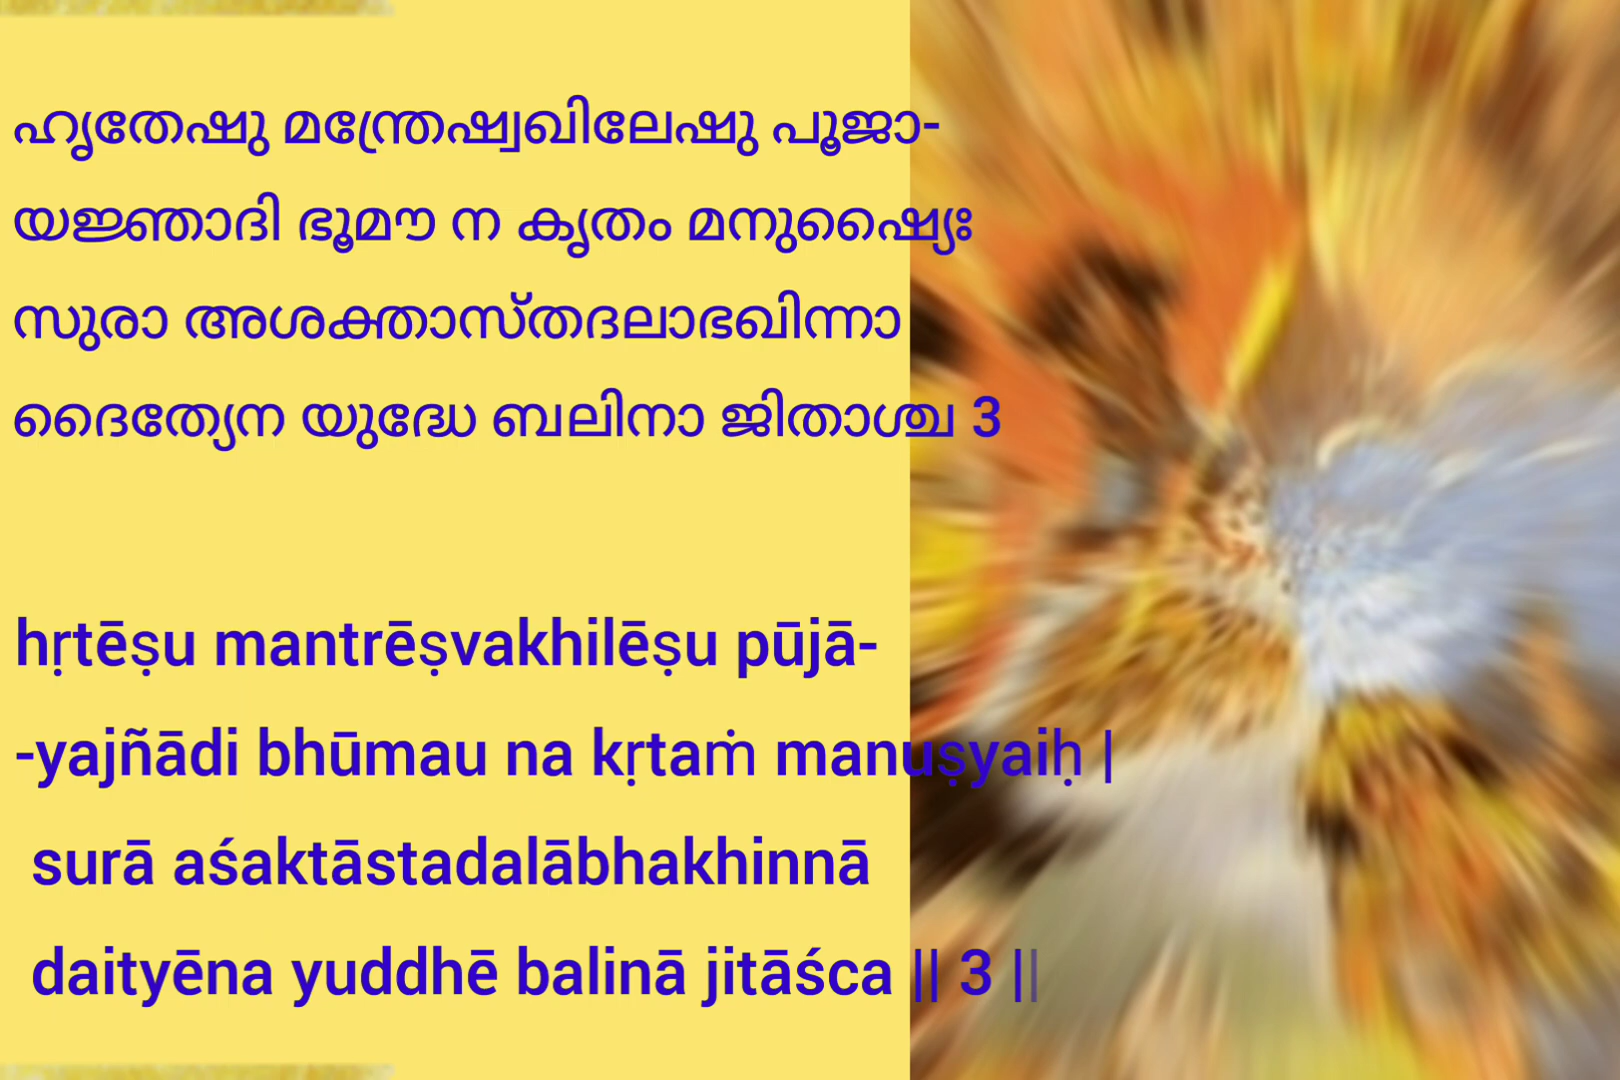 ഹൃതേഷു മന്ത്രേഷ്വഖിലേഷു പൂജാ-
യജ്ഞാദി ഭൂമൗ ന കൃതം മനുഷ്യൈഃ
സുരാ അശക്താസ്തദലാഭഖിന്നാ
ദൈത്യേന യുദ്ധേ ബലിനാ ജിതാശ്ച 3
hṛtēṣu mantrēṣvakhilēṣu pūjā-
-yajñādi bhūmau na kṛtaṁ manuṣyaiḥ |
surā aśaktāstadalābhakhinnā
daityēna yuddhē balinā jitāśca || 3 ||